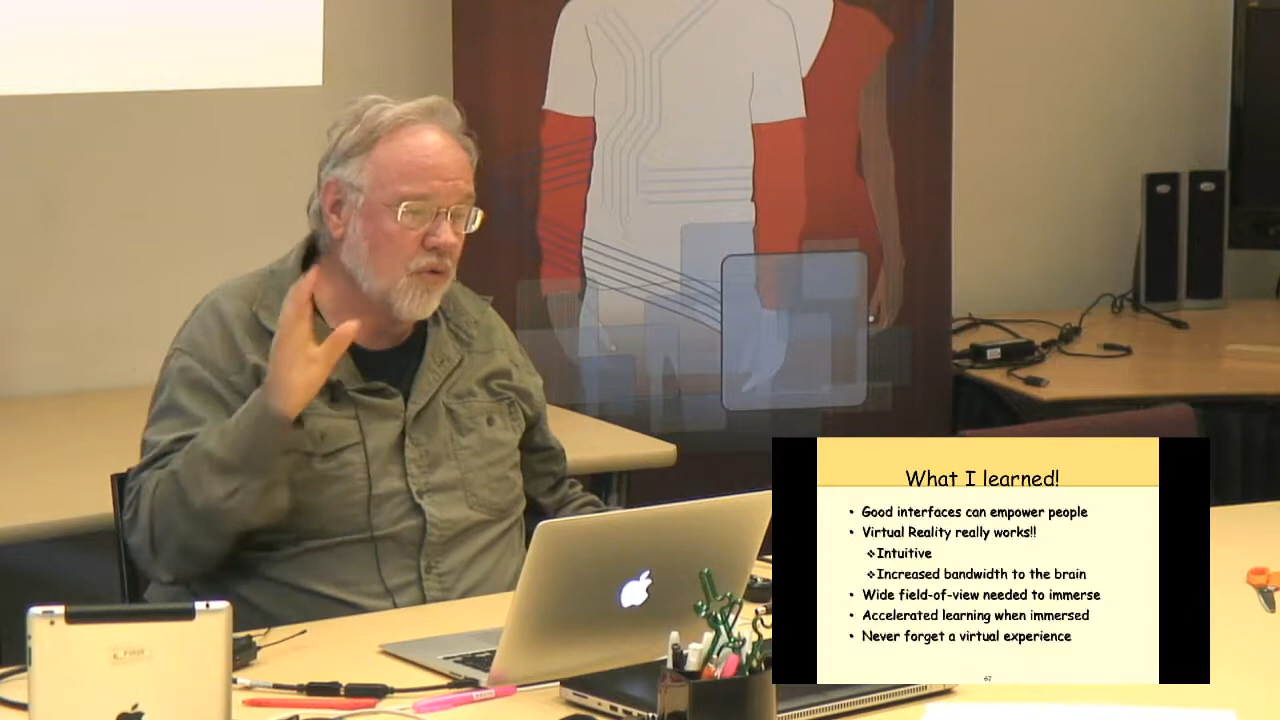 What I learned!
• Good interfaces can empower people
• Virtual Reality really works!!
❖Intuitive
❖Increased bandwidth to the brain
• Wide field-of-view needed to immerse
• Accelerated learning when immersed
• Never forget a virtual experience
67